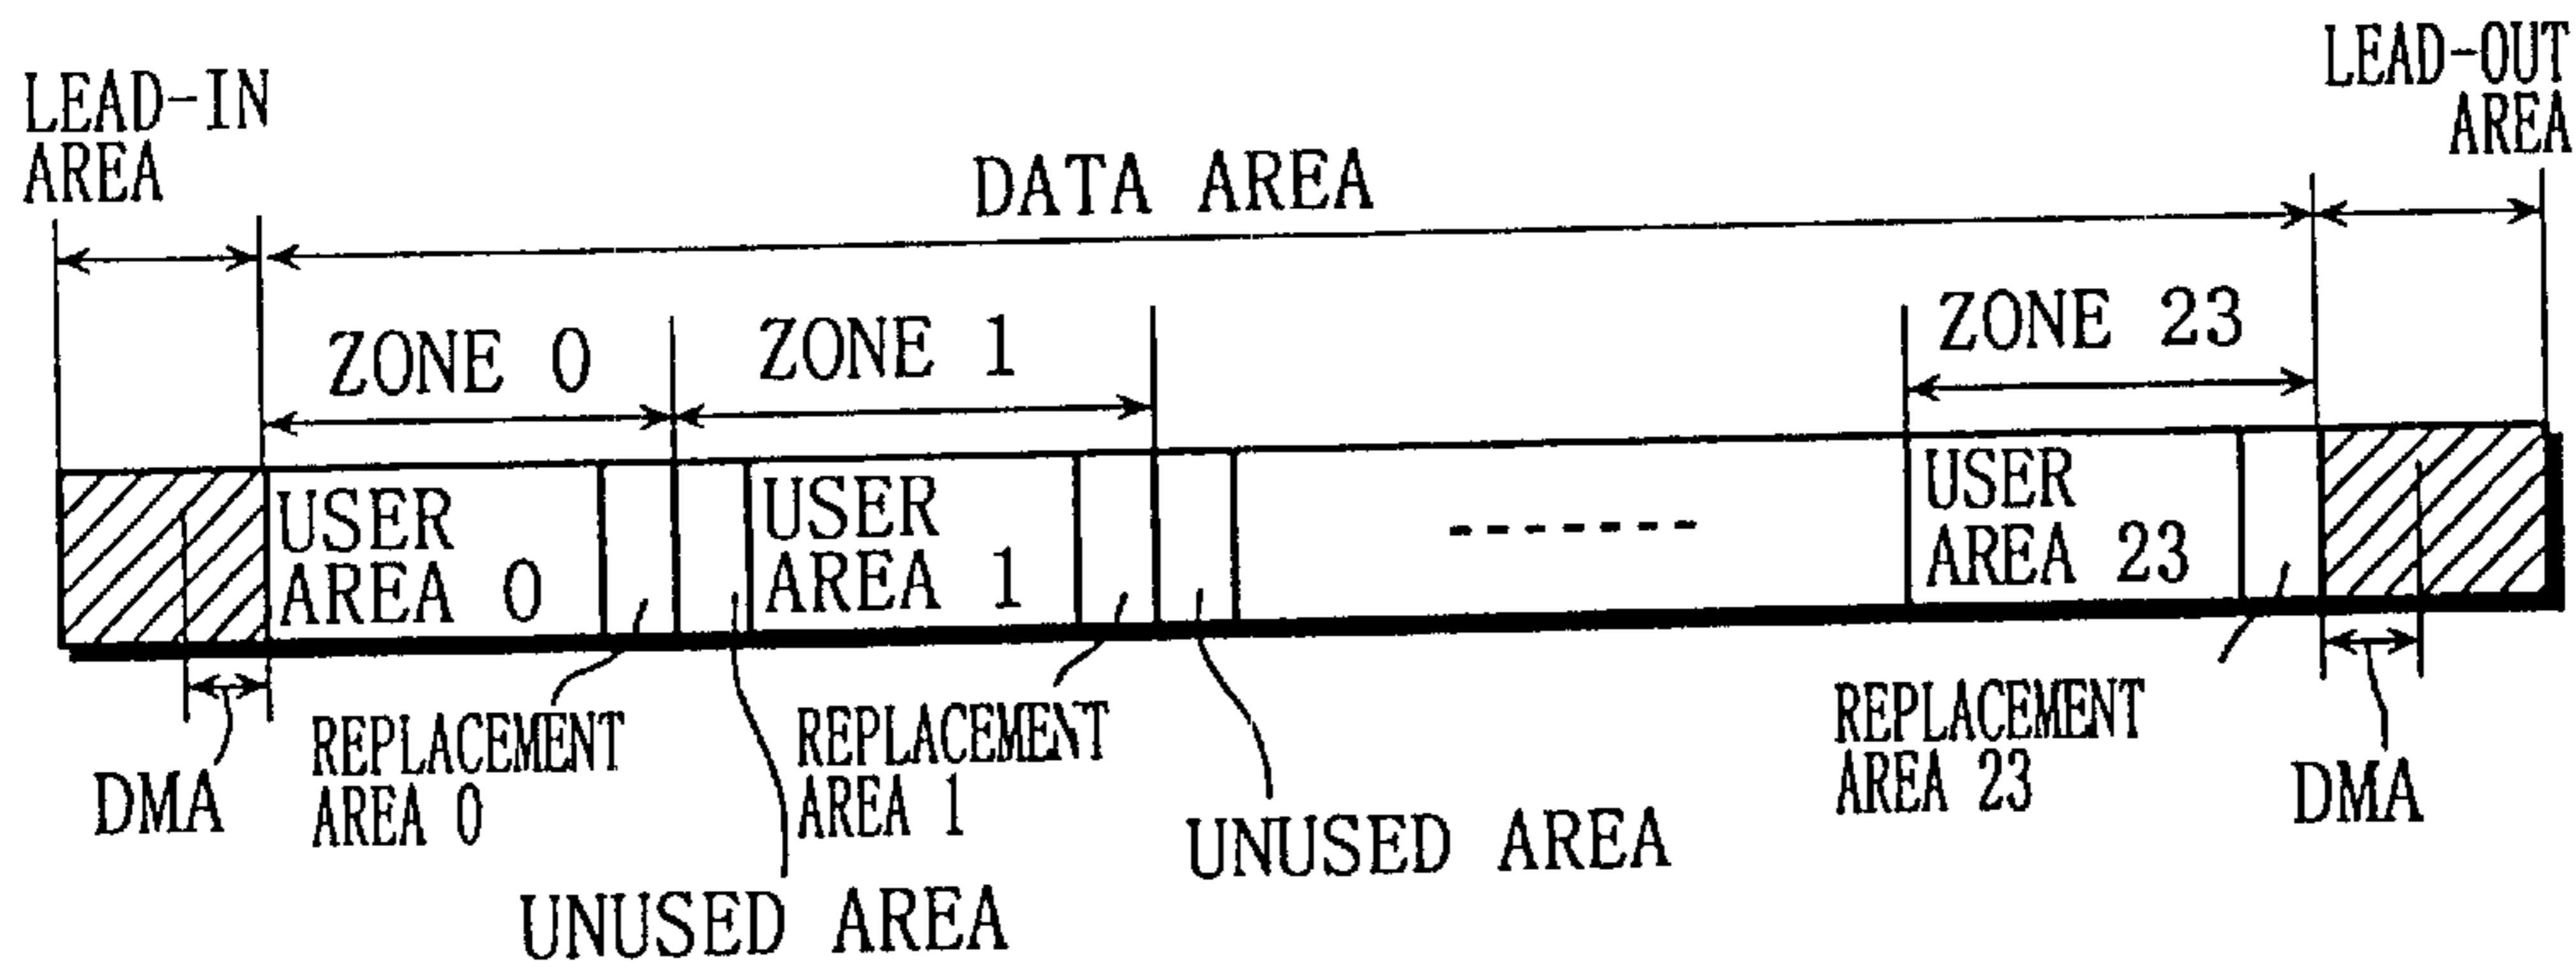 LEAD-IN
AREA
DATA AREA
LEAD-OUT
AREA
ZONE 0
ZONE 1
ZONE 23
USER
AREA 0
USER
AREA 1
-------
USER
AREA 23
DMA
REPLACEMENT
AREA 0
UNUSED AREA
REPLACEMENT
AREA 1
UNUSED AREA
REPLACEMENT
AREA 23
DMA